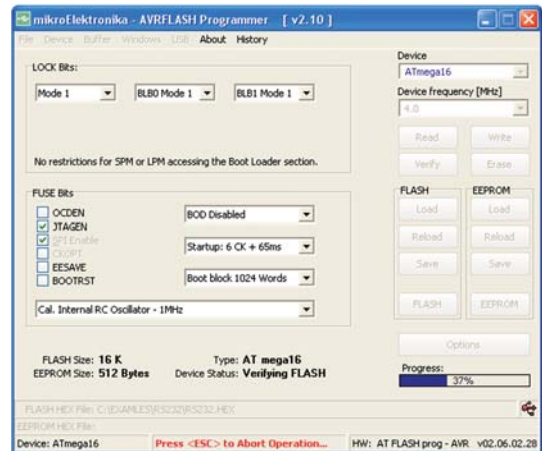 mikroElektronika - AVRFLASH Programmer [ v2.10 ]
File Device Buffer Windows USB About History
LOCK Bits:
Mode 1 BLB0 Mode 1 BLB1 Mode 1
No restrictions for SPM or LPM accessing the Boot Loader section.
FUSE Bits
OCDEN
JTAGEN
SPI Enable
CKOPT
EESAVE
BOOTRST
BOD Disabled
Startup: 6 CK + 65ms
Boot block 1024 Words
Cal. Internal RC Oscillator - 1MHz
FLASH Size: 16 K Type: AT mega16
EEPROM Size: 512 Bytes Device Status: Verifying FLASH
Device
ATmega16
Device frequency [MHz]
4.0
Read Write
Verify Erase
FLASH EEPROM
Load Load
Reload Reload
Save Save
FLASH EEPROM
Options
Progress:
37%
FLASH HEX File: C:\EXAMLES\RS232\RS232.HEX
EEPROM HEX File:
Device: ATmega16 Press <ESC> to Abort Operation... HW: AT FLASH prog - AVR v02.06.02.28